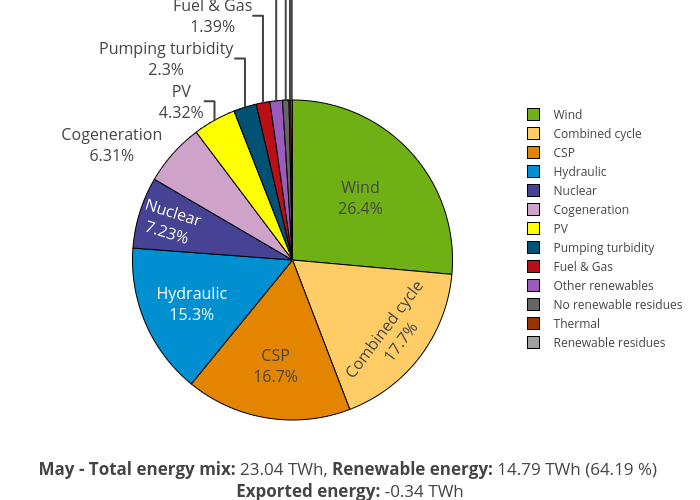 Fuel & Gas
1.39%
Pumping turbidity
2.3%
PV
4.32%
Cogeneration
6.31%
Nuclear
7.23%
Hydraulic
15.3%
CSP
16.7%
Combined cycle
17.7%
Wind
26.4%
Wind
Combined cycle
CSP
Hydraulic
Nuclear
Cogeneration
PV
Pumping turbidity
Fuel & Gas
Other renewables
No renewable residues
Thermal
Renewable residues
May - Total energy mix: 23.04 TWh, Renewable energy: 14.79 TWh (64.19 %)
Exported energy: -0.34 TWh